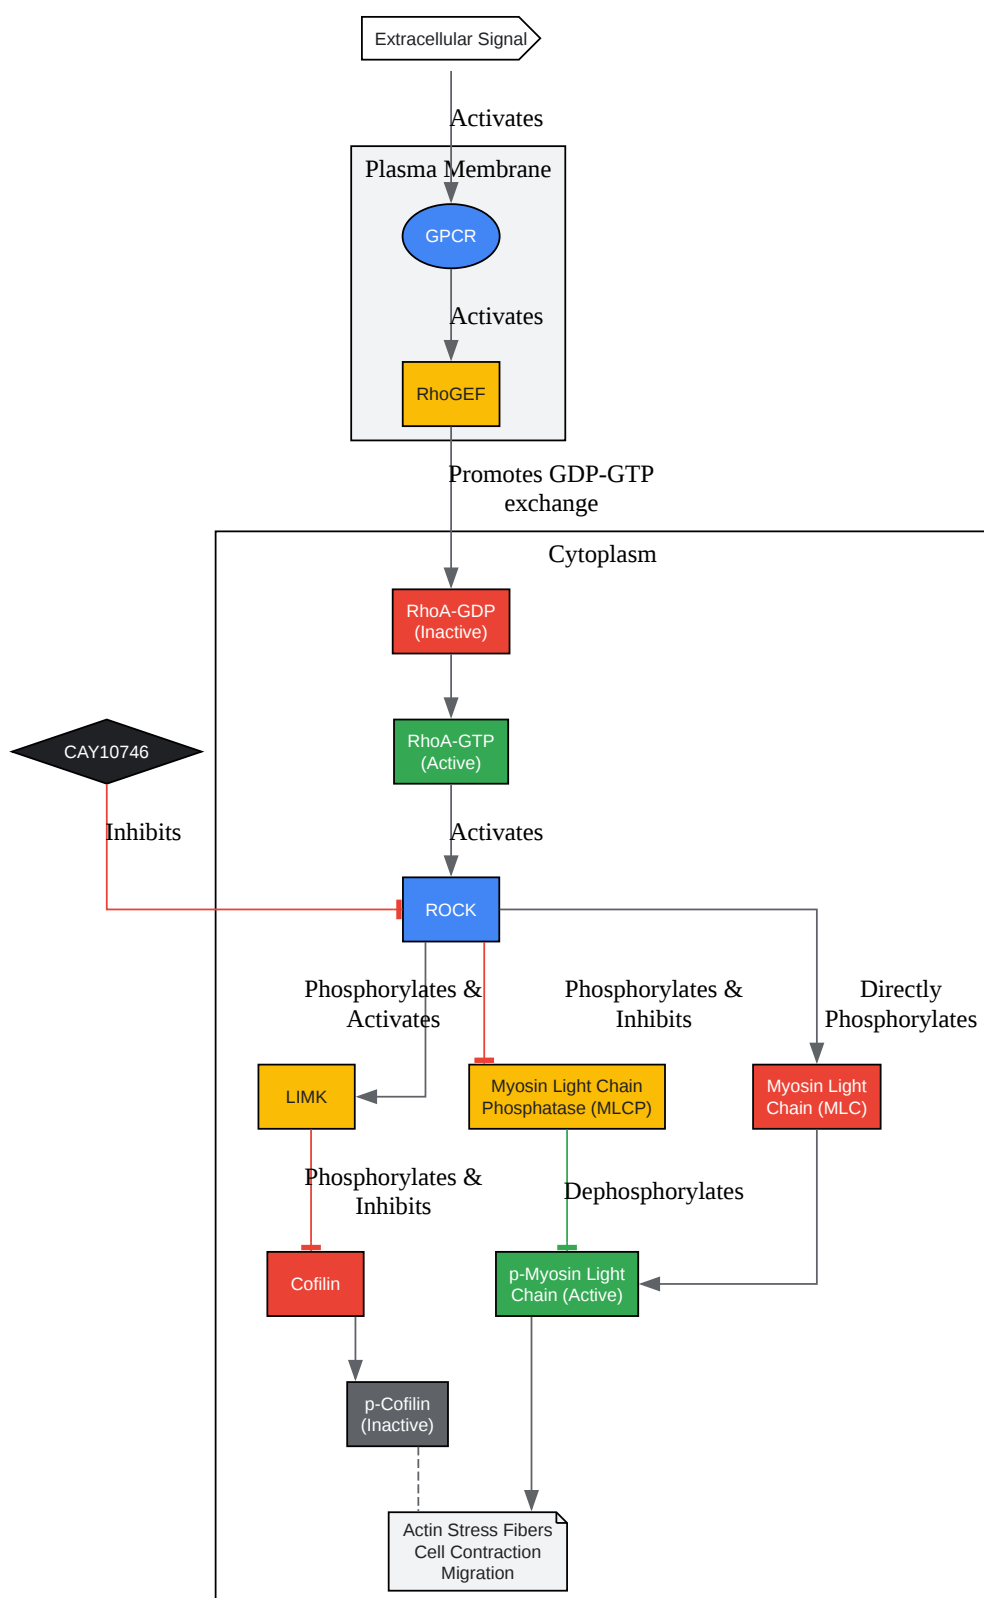 Extracellular Signal
Activates
Plasma Membrane
GPCR
Activates
RhoGEF
Promotes GDP-GTP
exchange
Cytoplasm
RhoA-GDP
(Inactive)
RhoA-GTP
(Active)
CAY10746
Inhibits
Activates
ROCK
Phosphorylates &
Activates
Phosphorylates &
Inhibits
Directly
Phosphorylates
LIMK
Myosin Light Chain
Phosphatase (MLCP)
Myosin Light
Chain (MLC)
Phosphorylates &
Inhibits
Dephosphorylates
Cofilin
p-Myosin Light
Chain (Active)
p-Cofilin
(Inactive)
Actin Stress Fibers
Cell Contraction
Migration